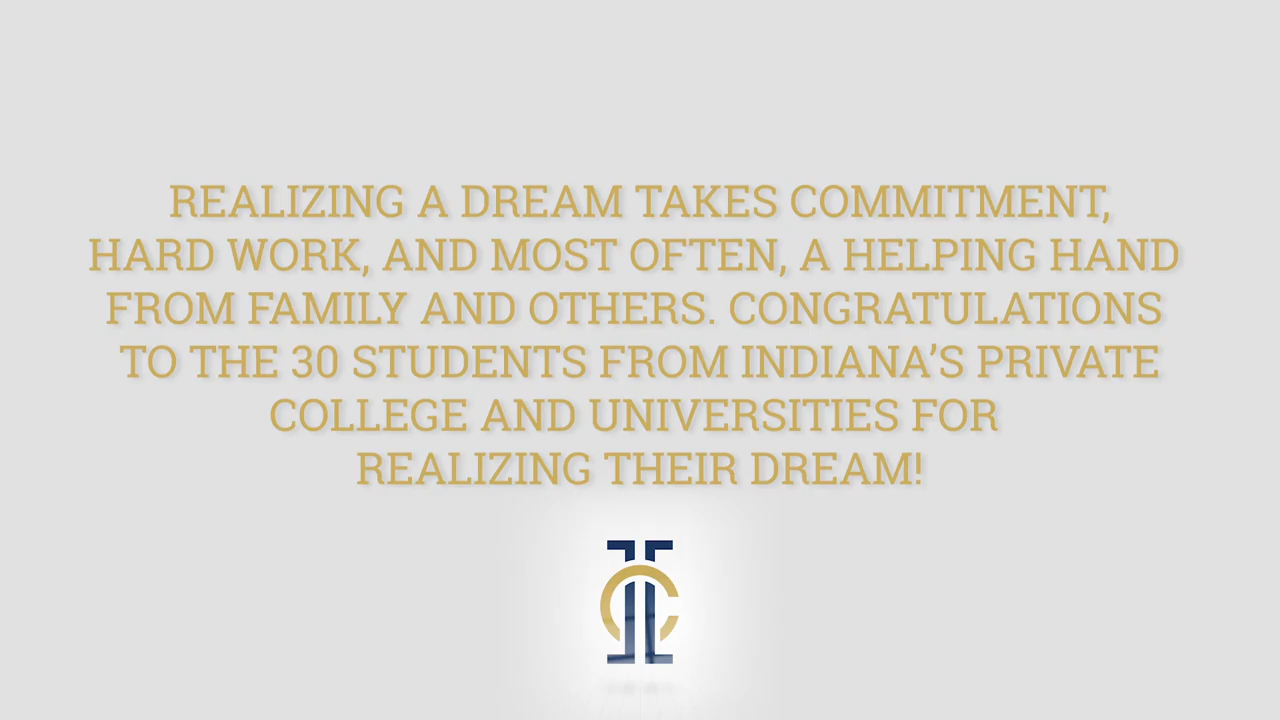 REALIZING A DREAM TAKES COMMITMENT,
HARD WORK, AND MOST OFTEN, A HELPING HAND
FROM FAMILY AND OTHERS. CONGRATULATIONS
TO THE 30 STUDENTS FROM INDIANA’S PRIVATE
COLLEGE AND UNIVERSITIES FOR
REALIZING THEIR DREAM!